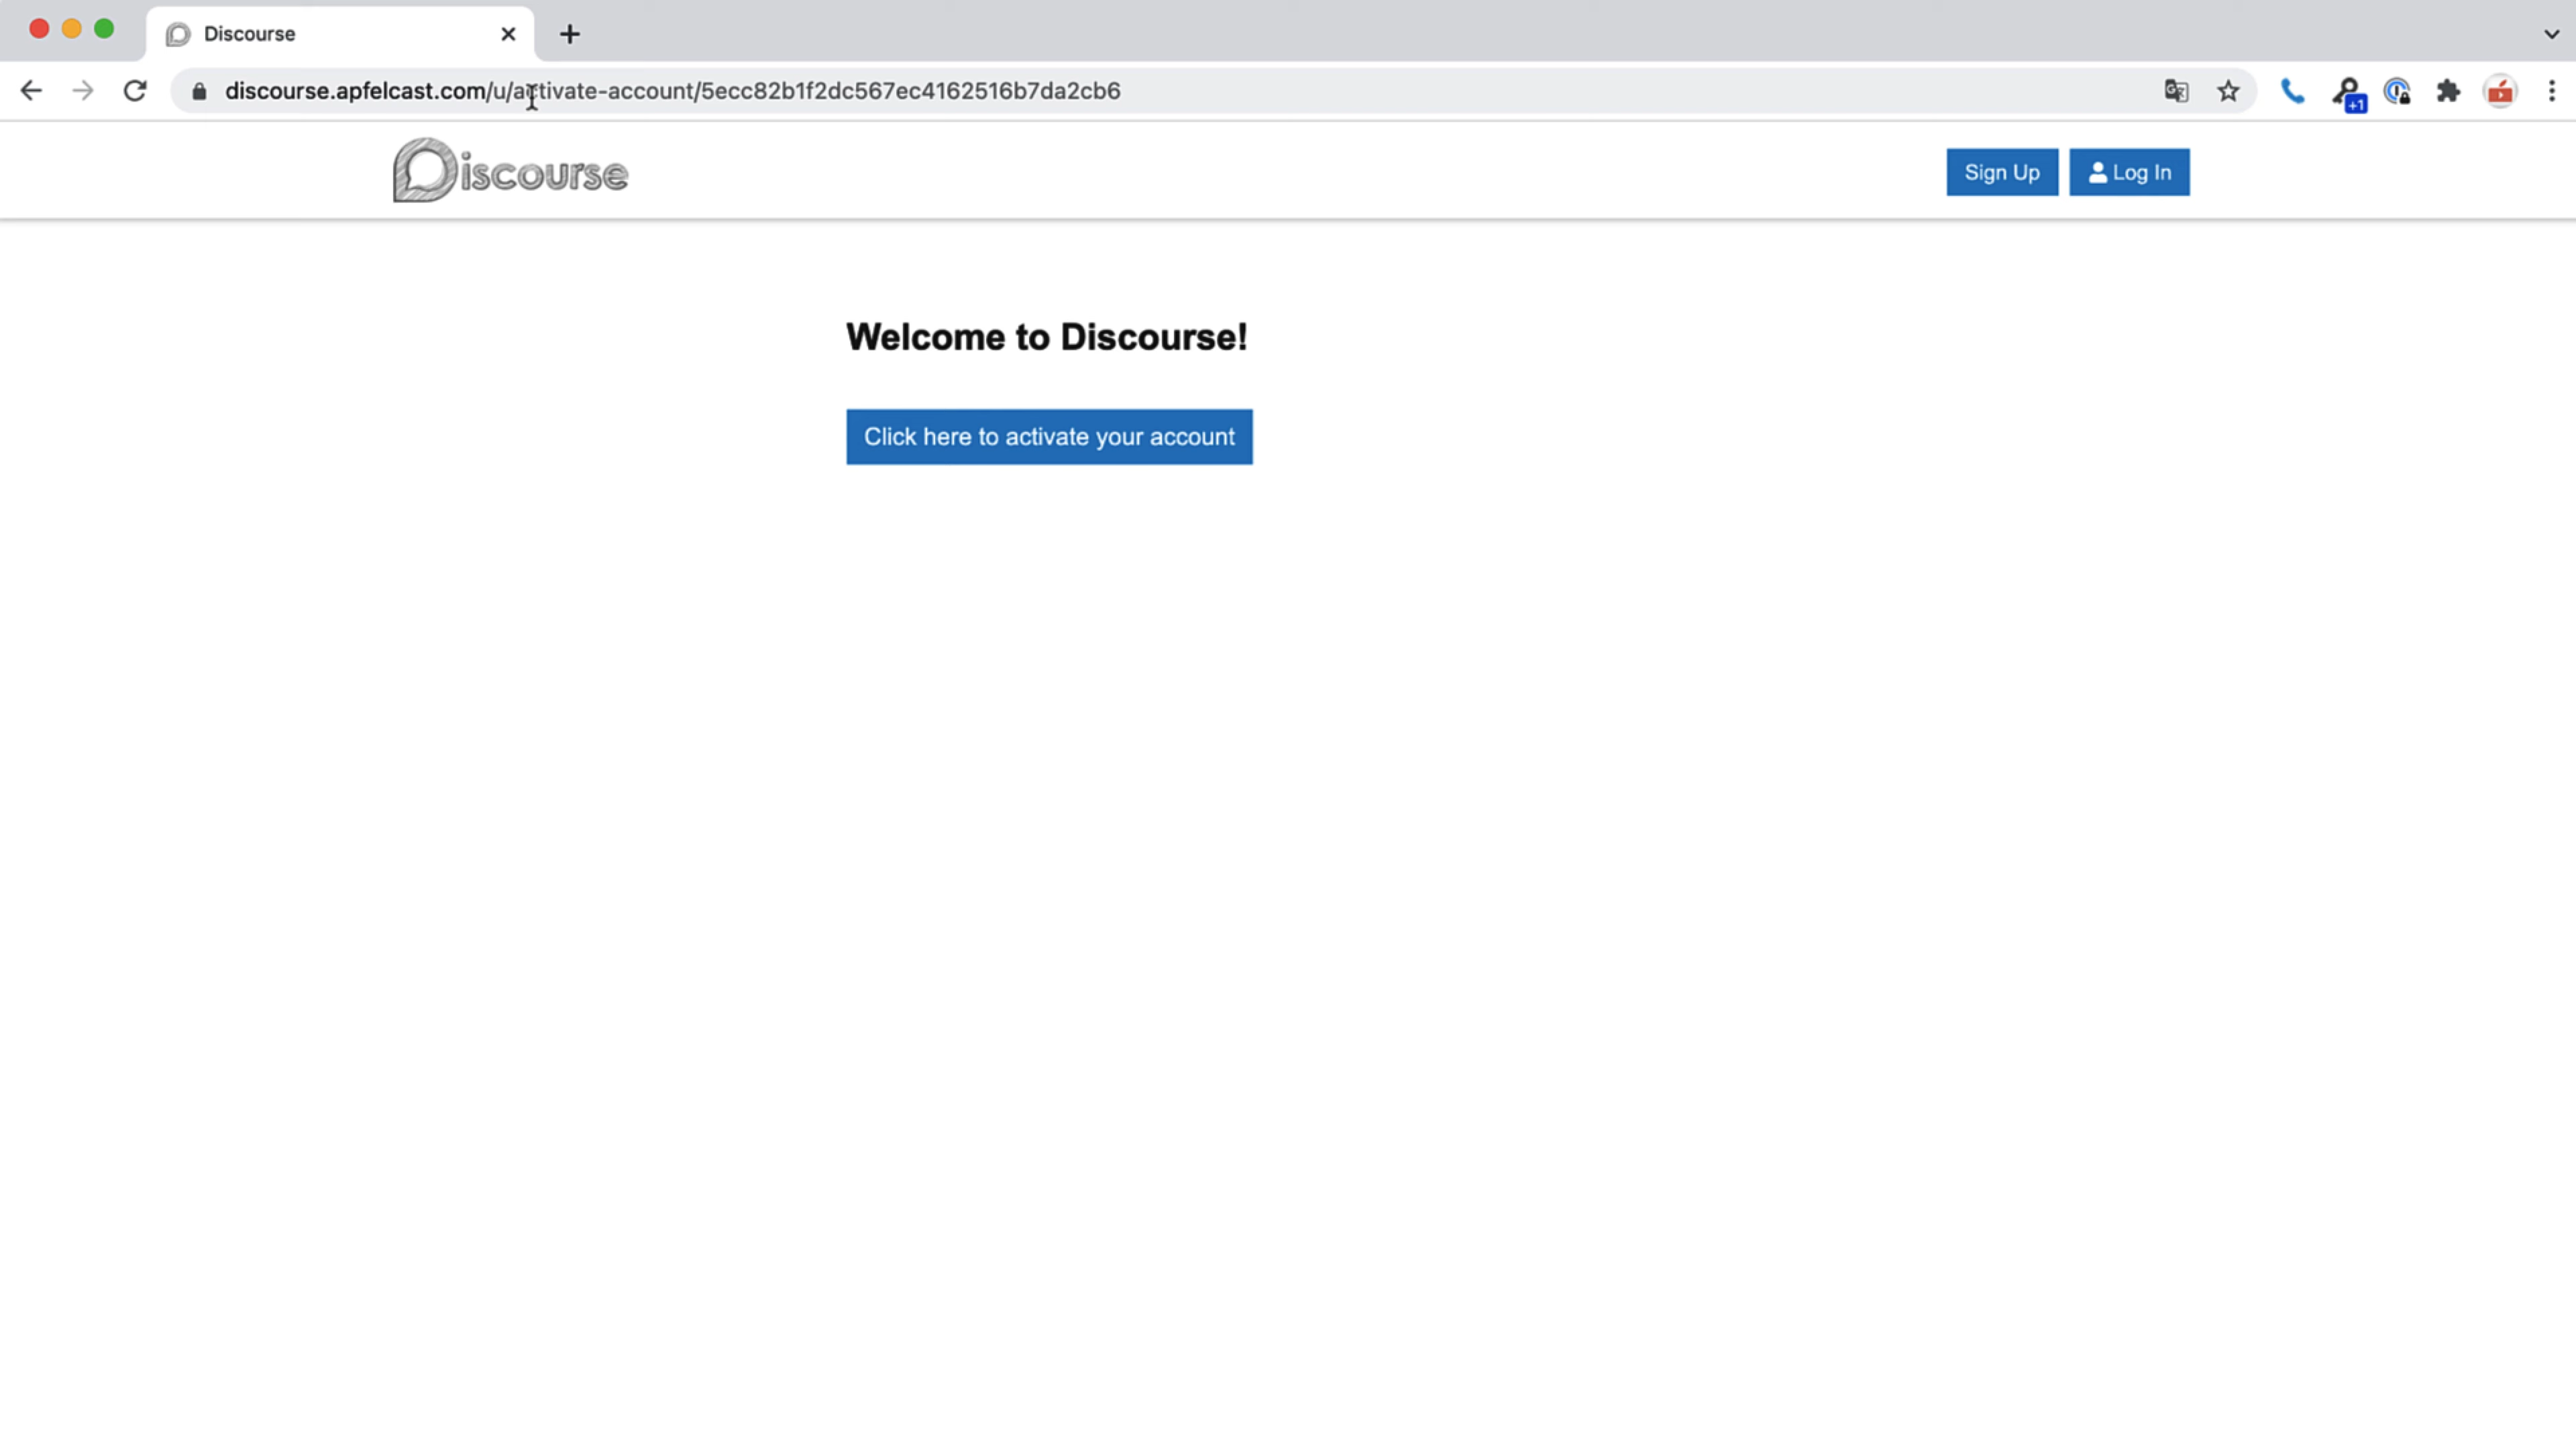 Discourse
discourse.apfelcast.com/u/activate-account/5ecc82b1f2dc567ec4162516b7da2cb6
+1
Discourse
Sign Up
Log In
Welcome to Discourse!
Click here to activate your account